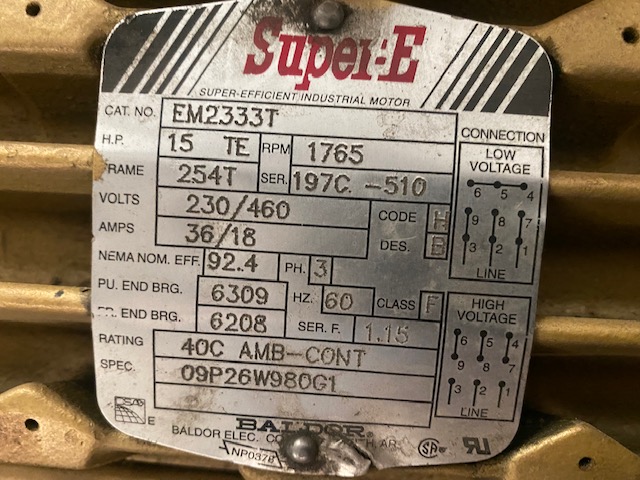 Super-E
SUPER-EFFICIENT INDUSTRIAL MOTOR
CAT. NO. EM2333T
H.P. 15 TE RPM 1765
FRAME 254T SER. 197C -510
VOLTS 230/460 CODE H
AMPS 36/18 DES. B
NEMA NOM. EFF. 92.4 PH. 3
PU. END BRG. 6309 HZ. 60 CLASS F
END BRG. 6208 SER. F. 1.15
RATING 40C AMB-CONT
SPEC. 09P26W980G1
CONNECTION
LOW
VOLTAGE
6 5 4
9 8 7
3 2 1
LINE
HIGH
VOLTAGE
6 5 4
9 8 7
3 2 1
LINE
E
BALDOR
BALDOR ELEC. CO. AR.
NP0378